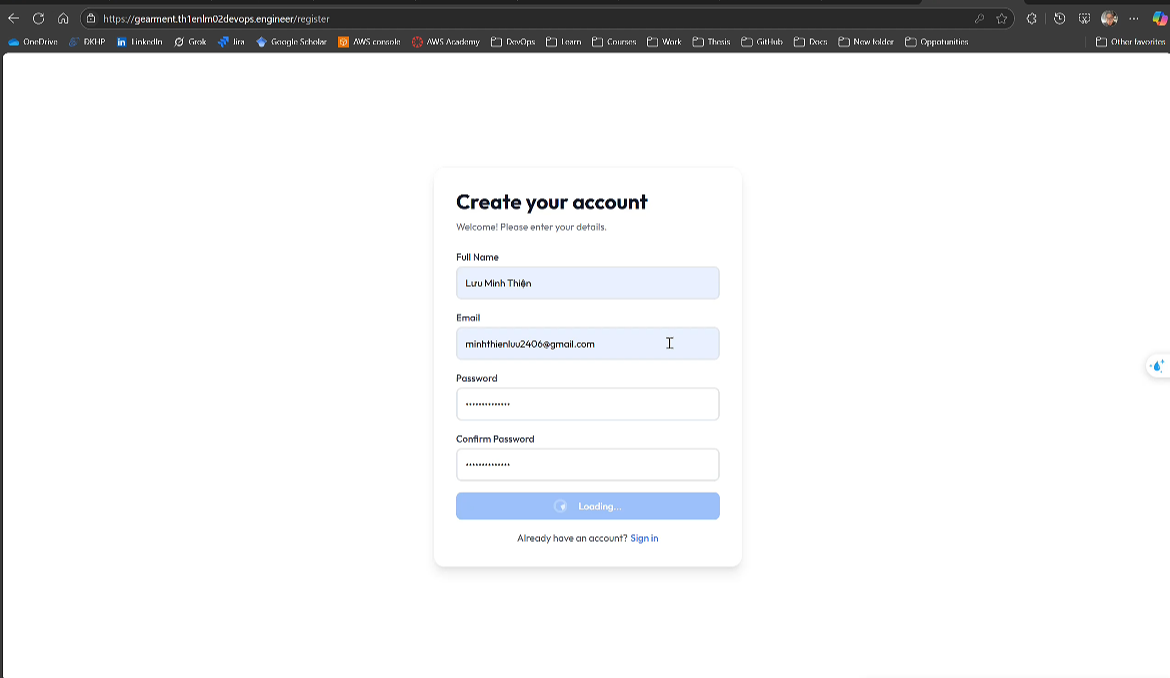 https://gearment.th1enlm02devops.engineer/register
OneDrive DKHP LinkedIn Grok Jira Google Scholar AWS console AWS Academy DevOps Learn Courses Work Thesis GitHub Docs New folder Oppotunities Other favorites
Create your account
Welcome! Please enter your details.
Full Name
Lưu Minh Thiện
Email
minhthienluu2406@gmail.com
Password
Confirm Password
Loading...
Already have an account? Sign in